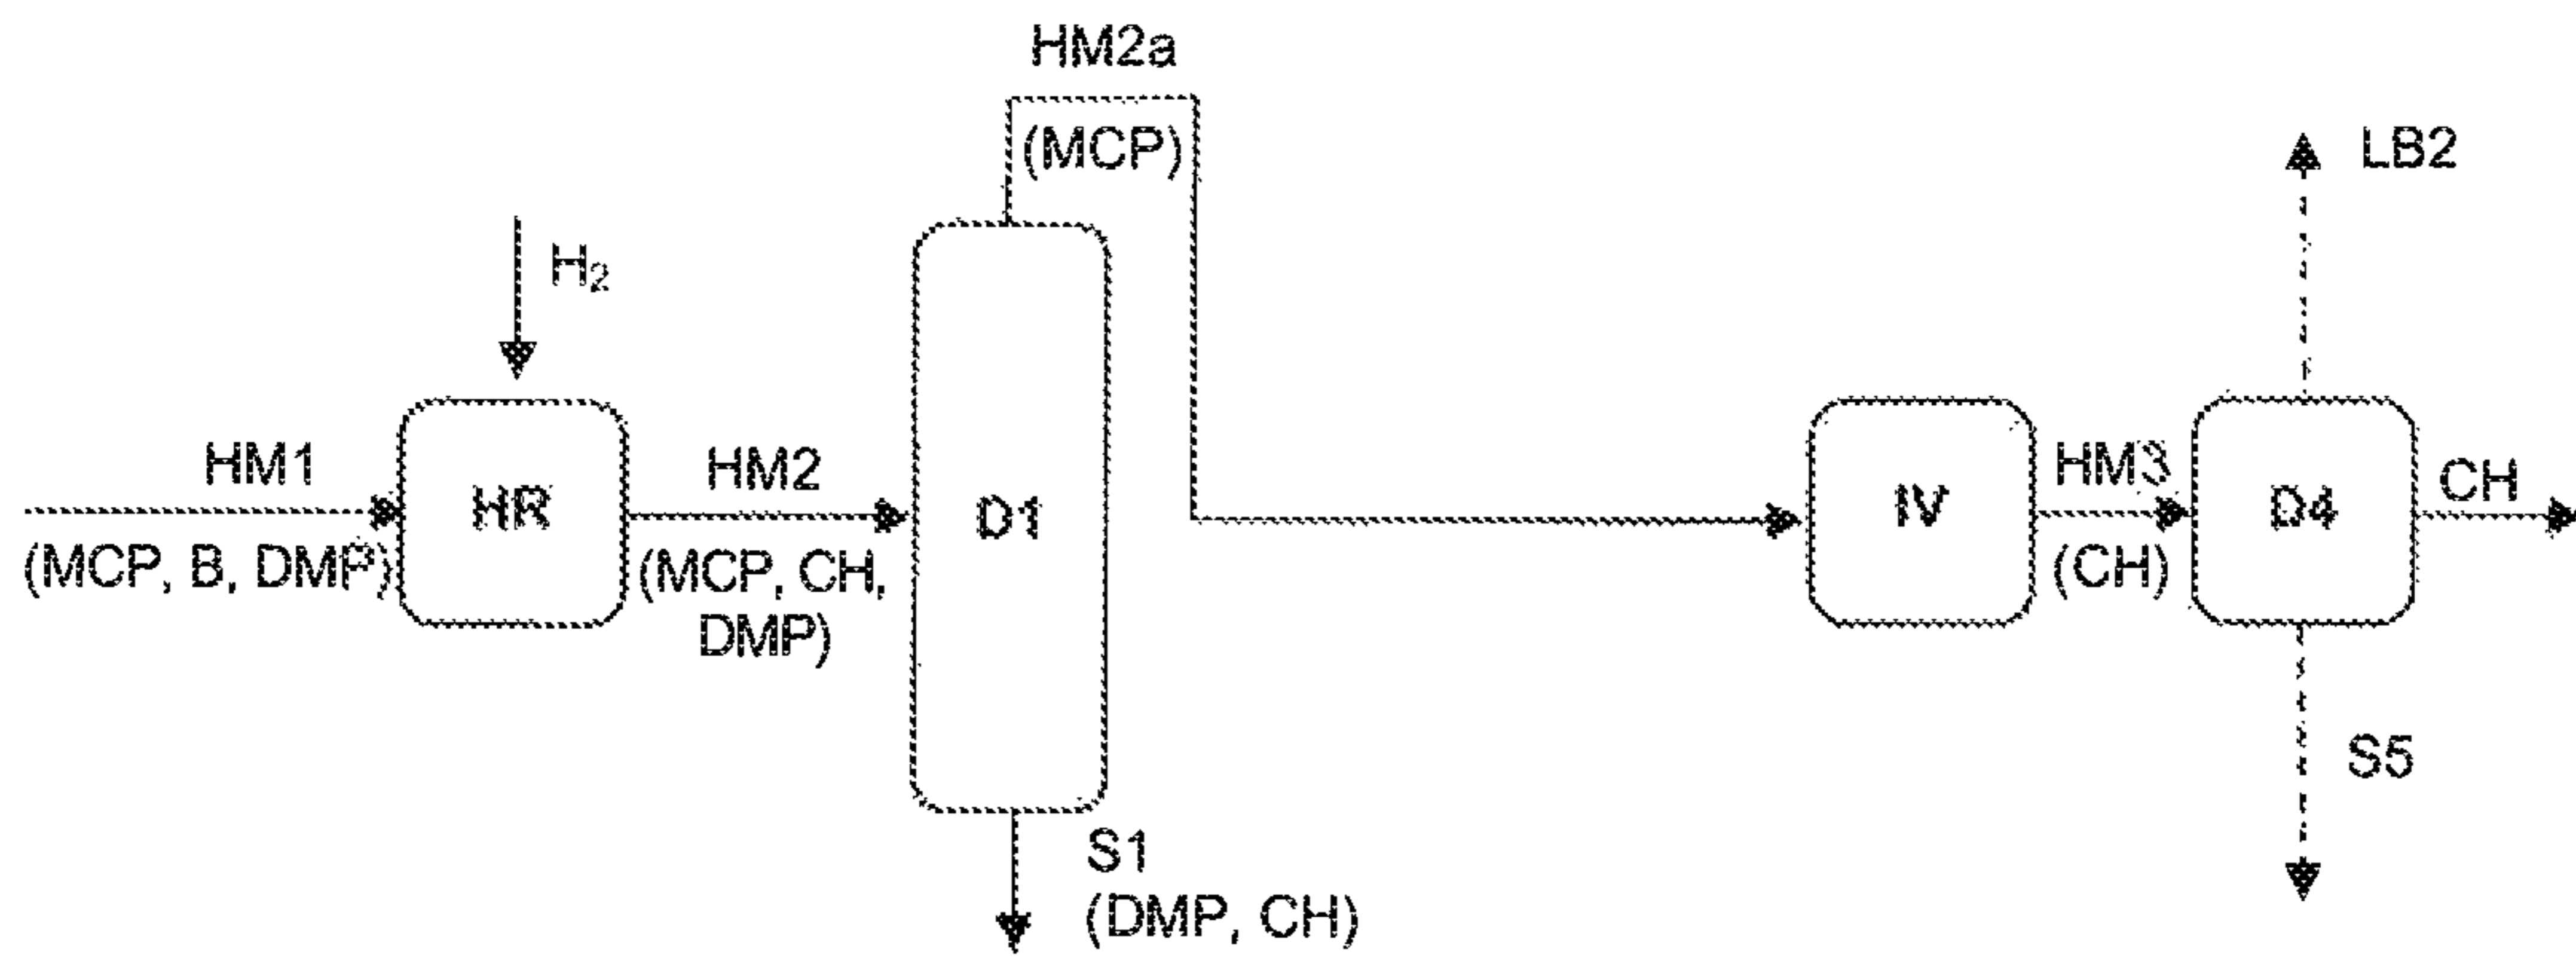 HM2a
(MCP)
LB2
H₂
HM1
HM2
HM3
CH
HR
D1
IV
D4
(MCP, B, DMP)
(MCP, CH,
DMP)
(CH)
S5
S1
(DMP, CH)